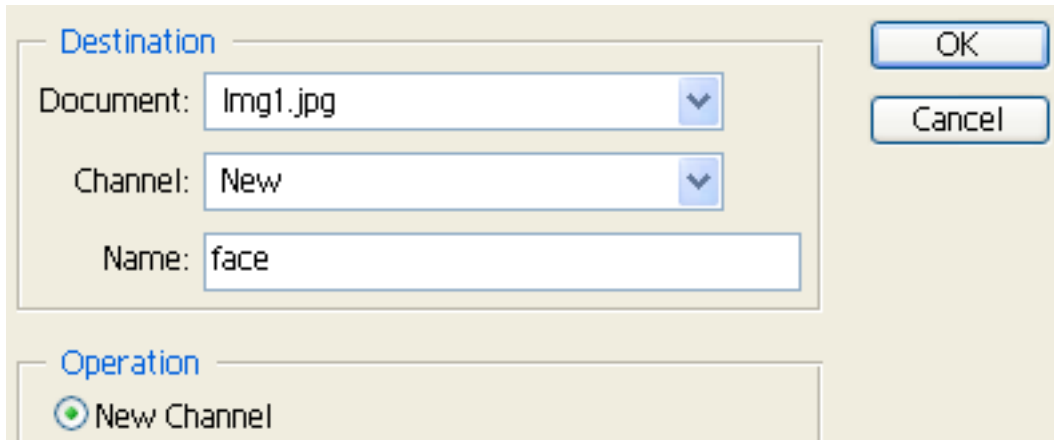 Destination
OK
Document: Img1.jpg
Cancel
Channel: New
Name: face
Operation
New Channel